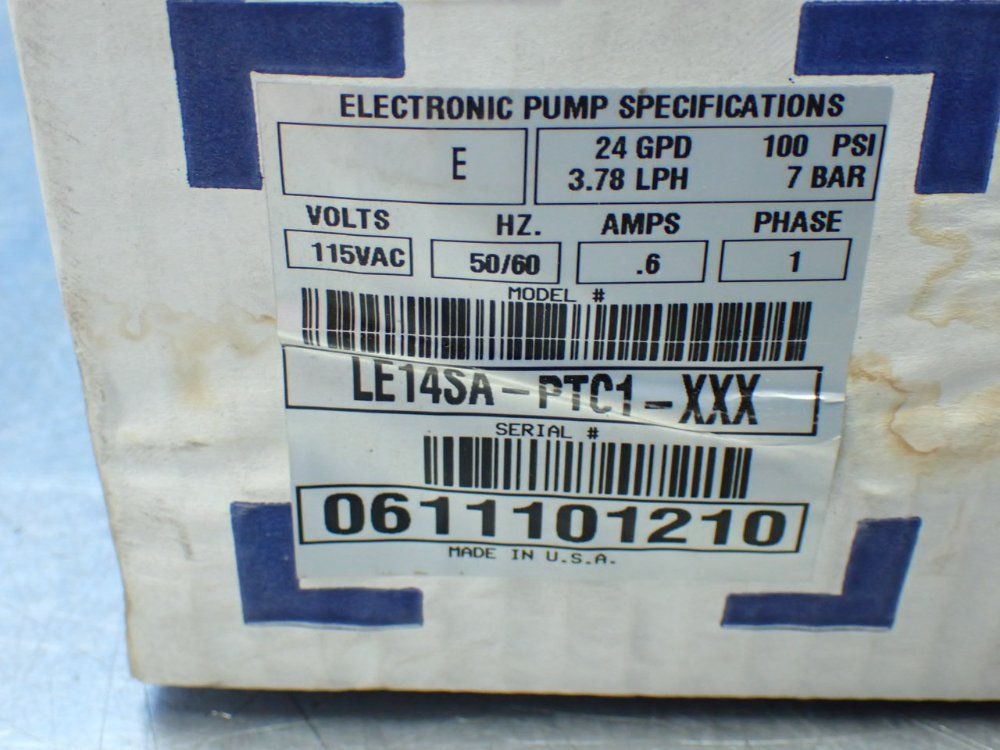 ELECTRONIC PUMP SPECIFICATIONS
E
24 GPD 100 PSI
3.78 LPH 7 BAR
VOLTS HZ. AMPS PHASE
115VAC 50/60 .6 1
MODEL #
LE14SA-PTC1-XXX
SERIAL #
0611101210
MADE IN U.S.A.